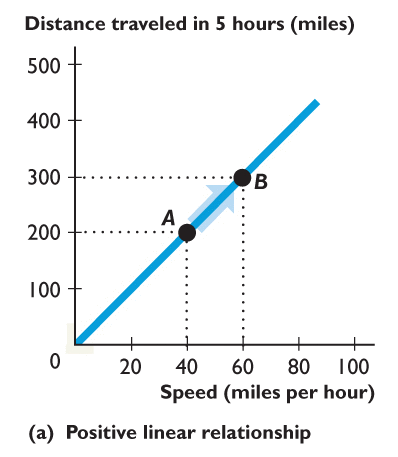 Distance traveled in 5 hours (miles)
500
400
300
B
A
200
100
0
20 40 60 80 100
Speed (miles per hour)
(a) Positive linear relationship